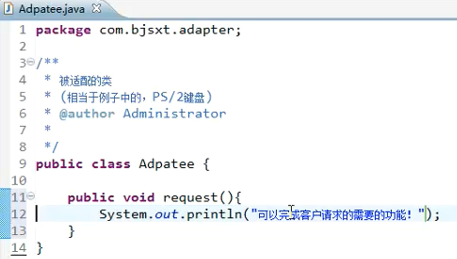 Adpatee.java
1 package com.bjsxt.adapter;
2
3 /**
4 * 被适配的类
5 * (相当于例子中的，PS/2键盘)
6 * @author Administrator
7 *
8 */
9 public class Adpatee {
10
11 public void request(){
12 System.out.println("可以完成客户请求的需要的功能！");
13 }
14 }